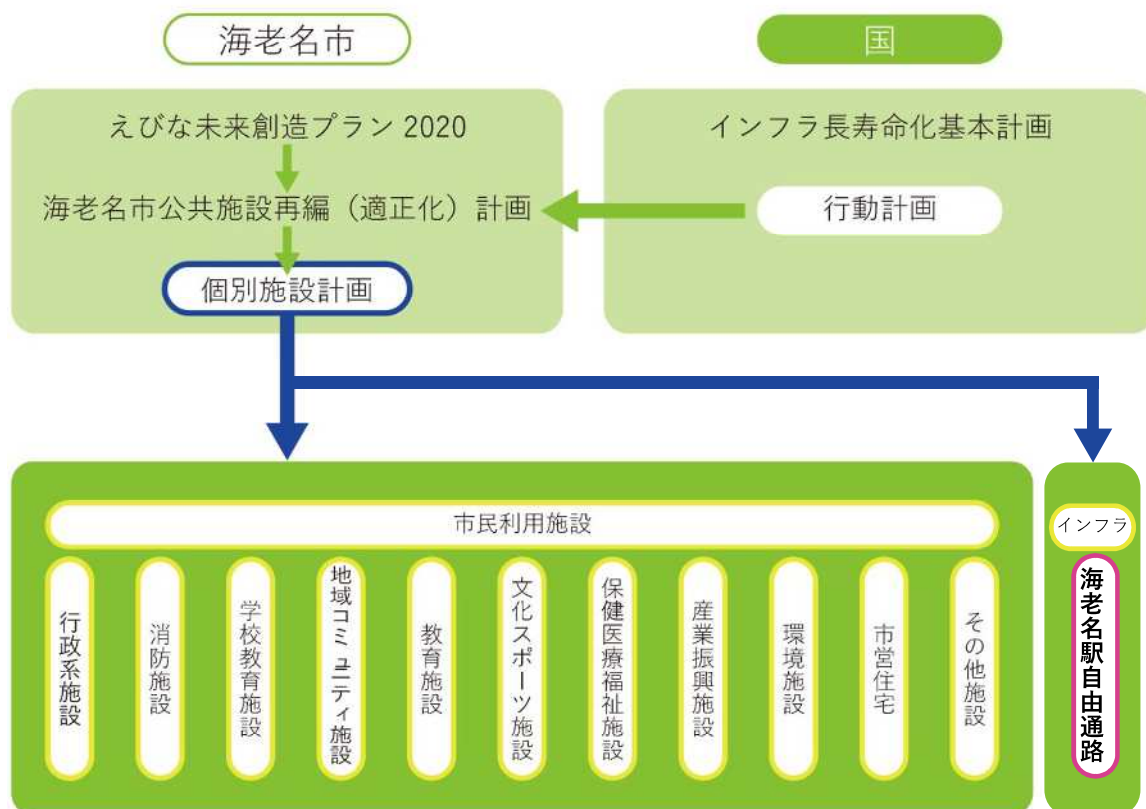 海老名市
国
えびな未来創造プラン 2020
インフラ長寿命化基本計画
海老名市公共施設再編（適正化）計画
行動計画
個別施設計画
市民利用施設
インフラ
行政系施設
消防施設
学校教育施設
地域コミュニティ施設
教育施設
文化スポーツ施設
保健医療福祉施設
産業振興施設
環境施設
市営住宅
その他施設
海老名駅自由通路